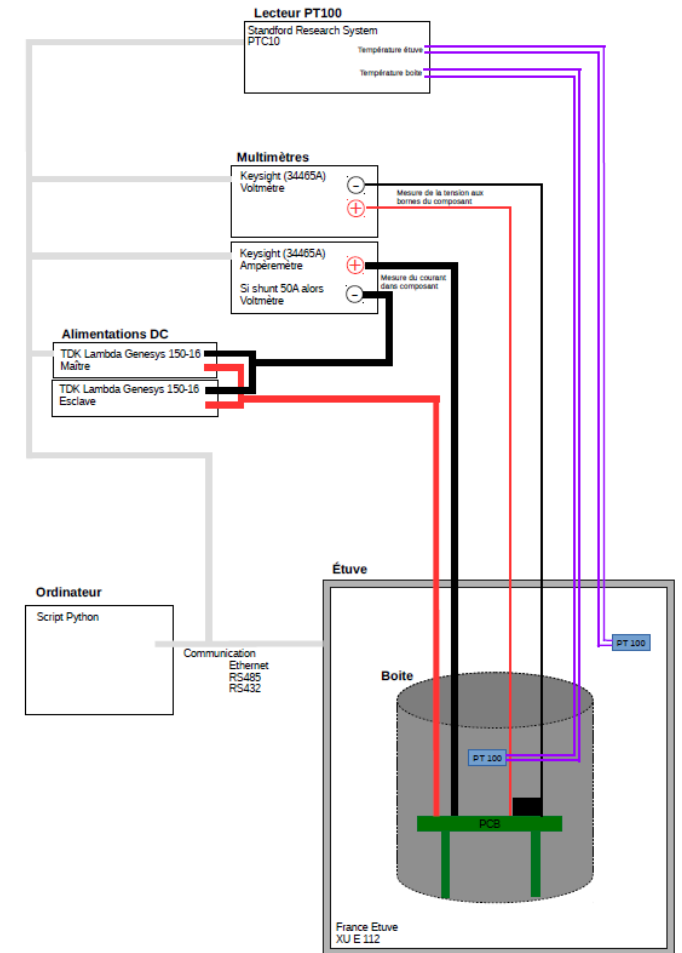 Lecteur PT100
Standford Research System
PTC10
Température étuve
Température boite
Multimètres
Keysight (34465A)
Voltmètre
-
+
Mesure de la tension aux
bornes du composant
Keysight (34465A)
Ampèremètre
+
Si shunt 50A alors
Voltmètre
-
Mesure du courant
dans composant
Alimentations DC
TDK Lambda Genesys 150-16
Maître
TDK Lambda Genesys 150-16
Esclave
Étuve
Ordinateur
Script Python
Communication
Ethernet
RS485
RS432
PT 100
Boite
PT 100
PCB
France Etuve
XU E 112